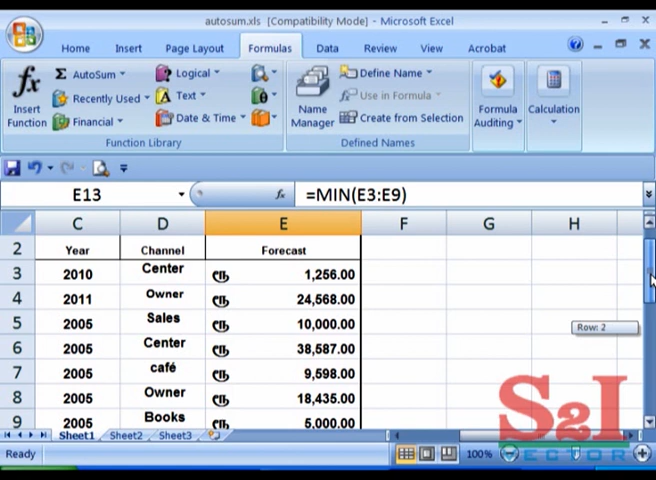 autosum.xls [Compatibility Mode] - Microsoft Excel
Home Insert Page Layout Formulas Data Review View Acrobat
fx Insert Function
Σ AutoSum
Recently Used
Financial
Logical
Text
Date & Time
Function Library
Name Manager
Define Name
fx Use in Formula
Create from Selection
Defined Names
Formula Auditing
Calculation
E13 fx =MIN(E3:E9)
C D E F G H
2 Year Channel Forecast
3 2010 Center 1,256.00
4 2011 Owner 24,568.00
5 2005 Sales 10,000.00
Row: 2
6 2005 Center 38,587.00
7 2005 café 9,598.00
8 2005 Owner 18,435.00
9 2005 Books 5,000.00
Sheet1 Sheet2 Sheet3
Ready 100%
S2I
ECTOR